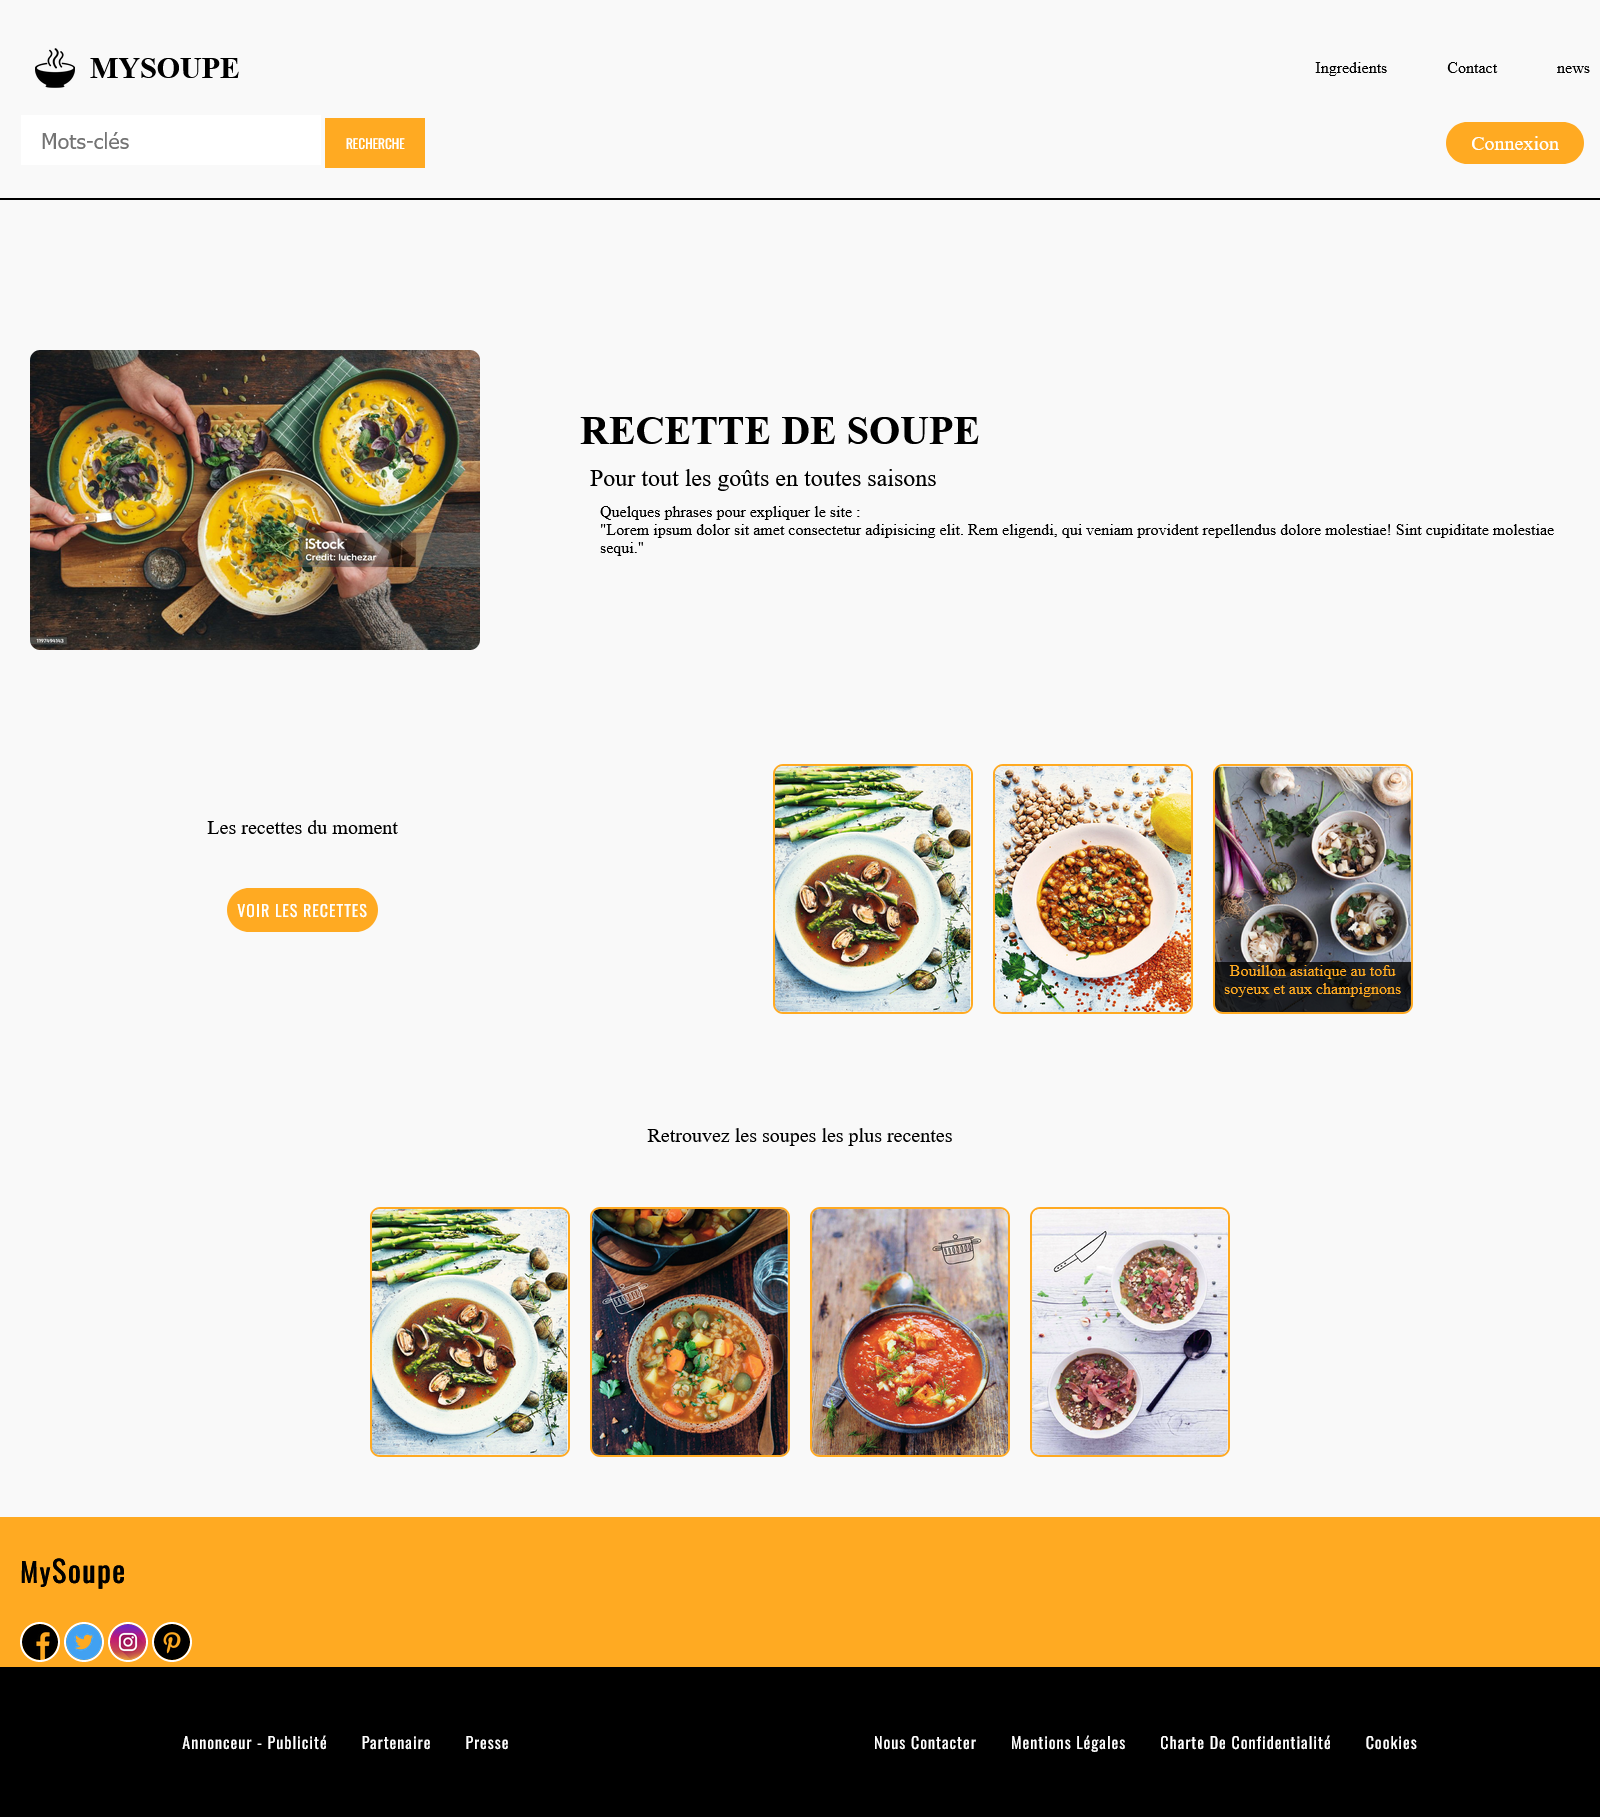 MYSOUPE
Ingredients
Contact
news
Mots-clés
RECHERCHE
Connexion
iStock
Credit: luchezar
1197494143
RECETTE DE SOUPE
Pour tout les goûts en toutes saisons
Quelques phrases pour expliquer le site :
"Lorem ipsum dolor sit amet consectetur adipisicing elit. Rem eligendi, qui veniam provident repellendus dolore molestiae! Sint cupiditate molestiae
sequi."
Les recettes du moment
VOIR LES RECETTES
Bouillon asiatique au tofu
soyeux et aux champignons
Retrouvez les soupes les plus recentes
MySoupe
Annonceur - Publicité
Partenaire
Presse
Nous Contacter
Mentions Légales
Charte De Confidentialité
Cookies